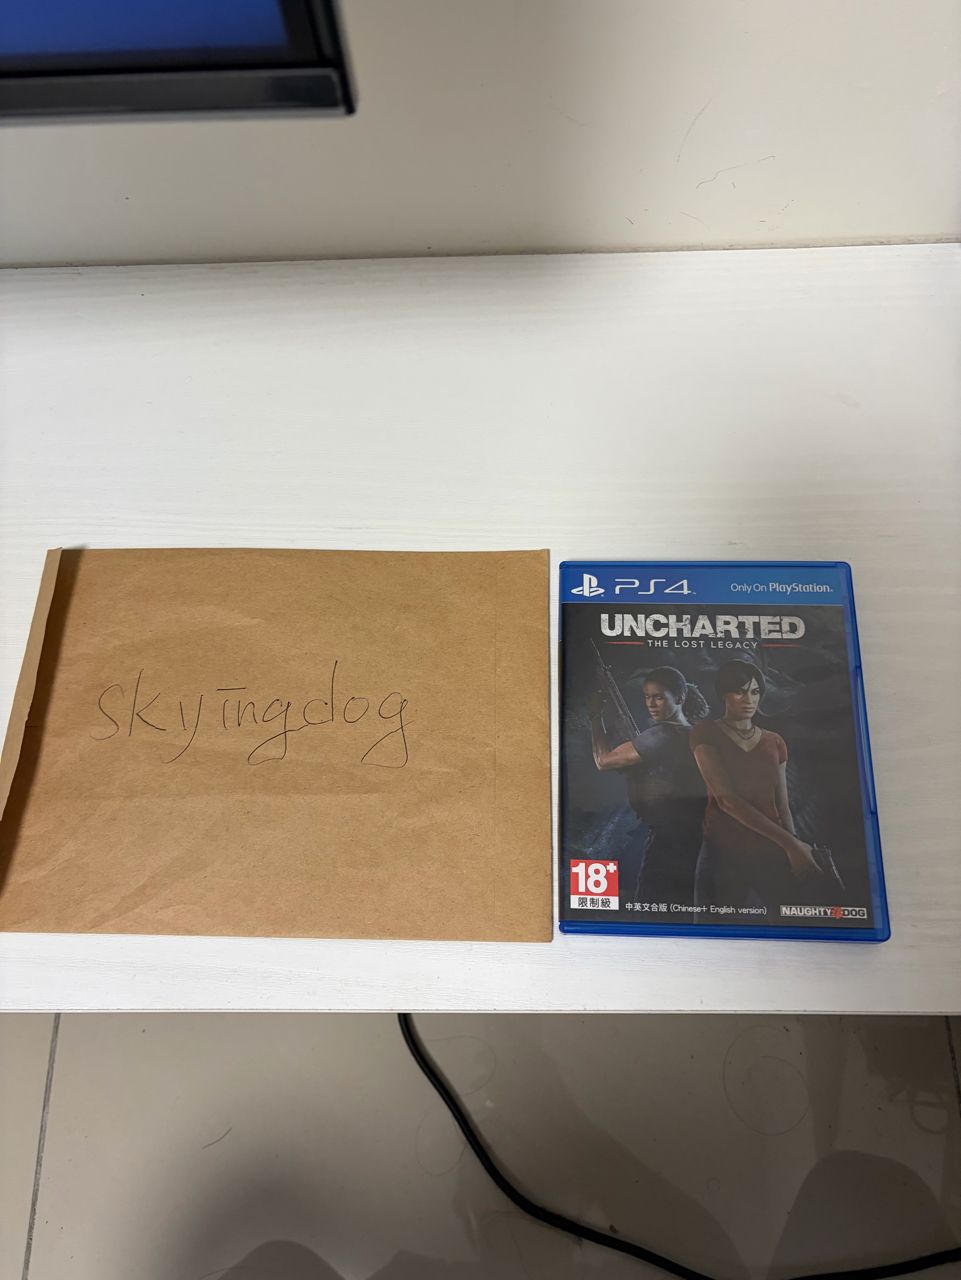 skyingdog
PS4
Only On PlayStation.
UNCHARTED
THE LOST LEGACY
18+
限制級
中英文合版 (Chinese+ English version)
NAUGHTY DOG